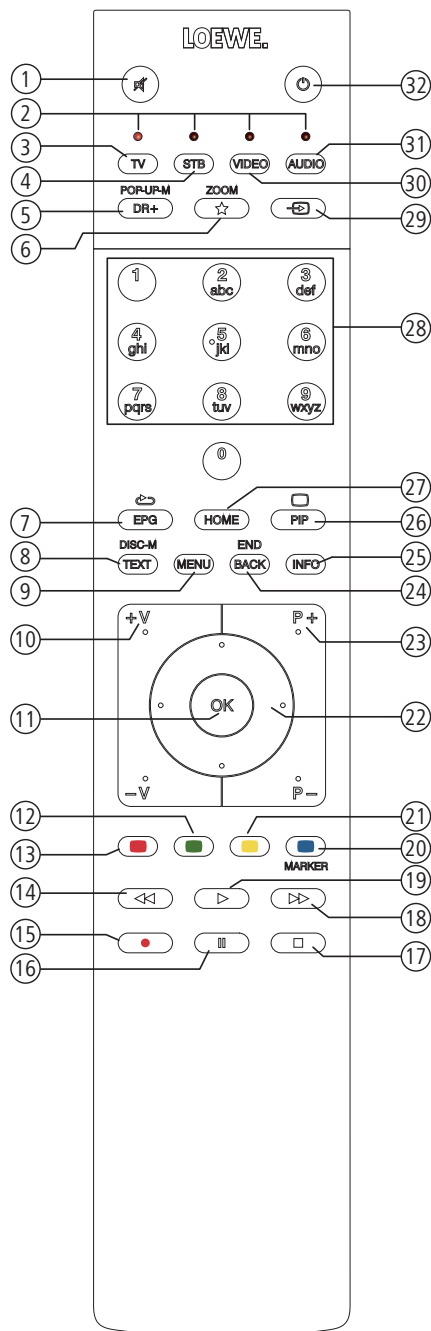 LOEWE.
1
32
2
3
TV
STB
VIDEO
AUDIO
31
4
30
POP-UP-M
ZOOM
5
DR+
29
6
1
2
abc
3
def
28
4
ghi
5
jkl
6
mno
7
pqrs
8
tuv
9
wxyz
0
27
7
EPG
HOME
PIP
26
DISC-M
END
8
TEXT
MENU
BACK
INFO
25
9
24
10
+V
P+
23
11
OK
22
−V
P−
12
21
13
20
MARKER
14
19
18
15
16
17